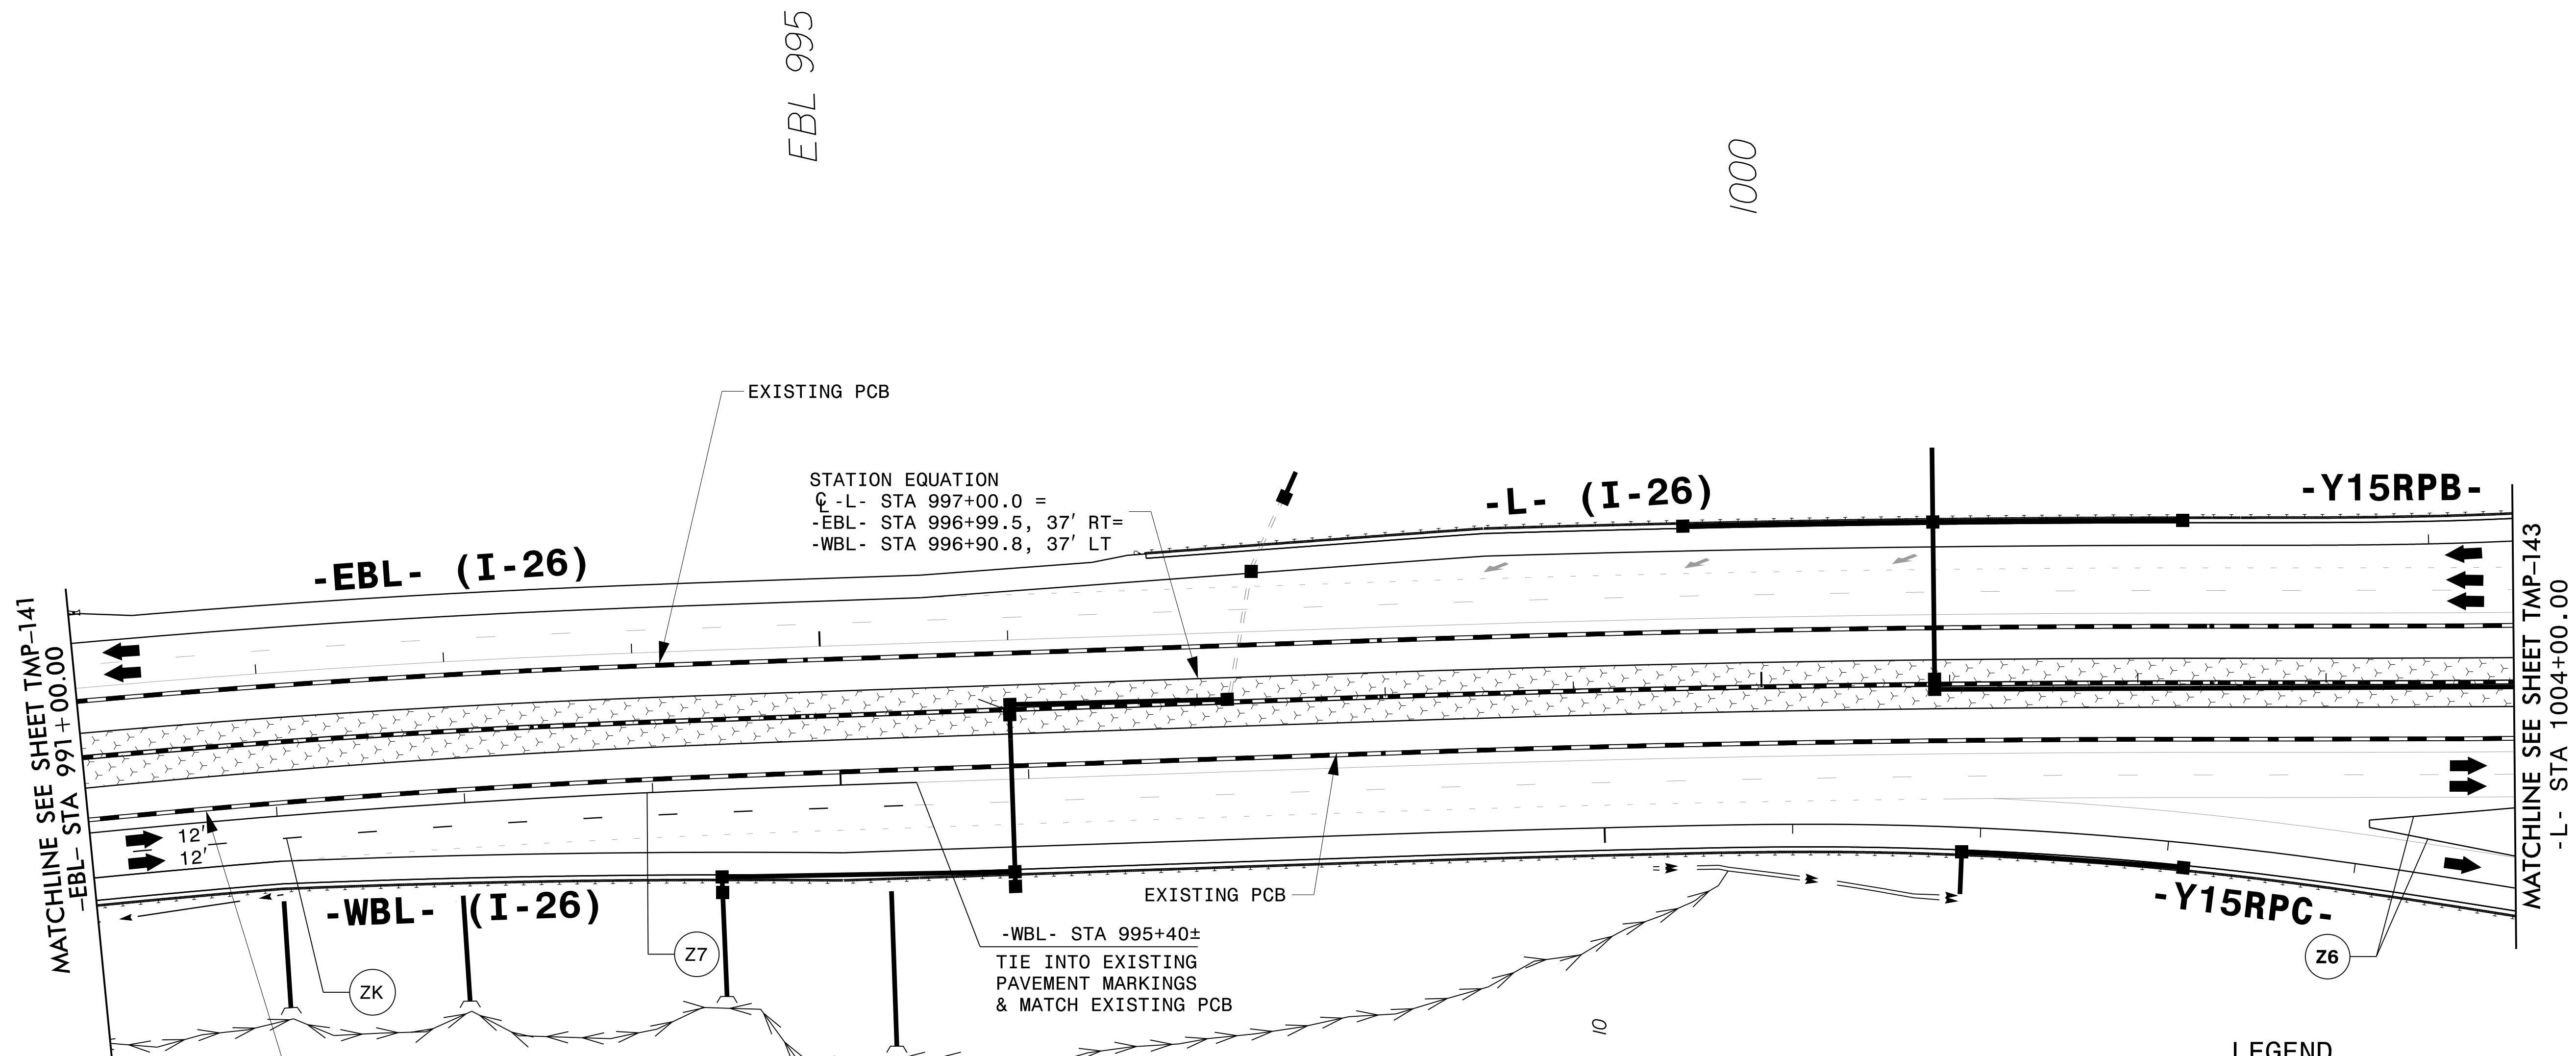 EBL 995
1000
EXISTING PCB
STATION EQUATION
℄ -L- STA 997+00.0 =
-EBL- STA 996+99.5, 37' RT=
-WBL- STA 996+90.8, 37' LT
-L- (I-26)
-Y15RPB-
-EBL- (I-26)
MATCHLINE SEE SHEET TMP-141
-EBL- STA 991+00.00
MATCHLINE SEE SHEET TMP-143
-L- STA 1004+00.00
12'
12'
-WBL- (I-26)
EXISTING PCB
-Y15RPC-
-WBL- STA 995+40±
TIE INTO EXISTING
PAVEMENT MARKINGS
& MATCH EXISTING PCB
Z7
ZK
Z6
10
LEGEND